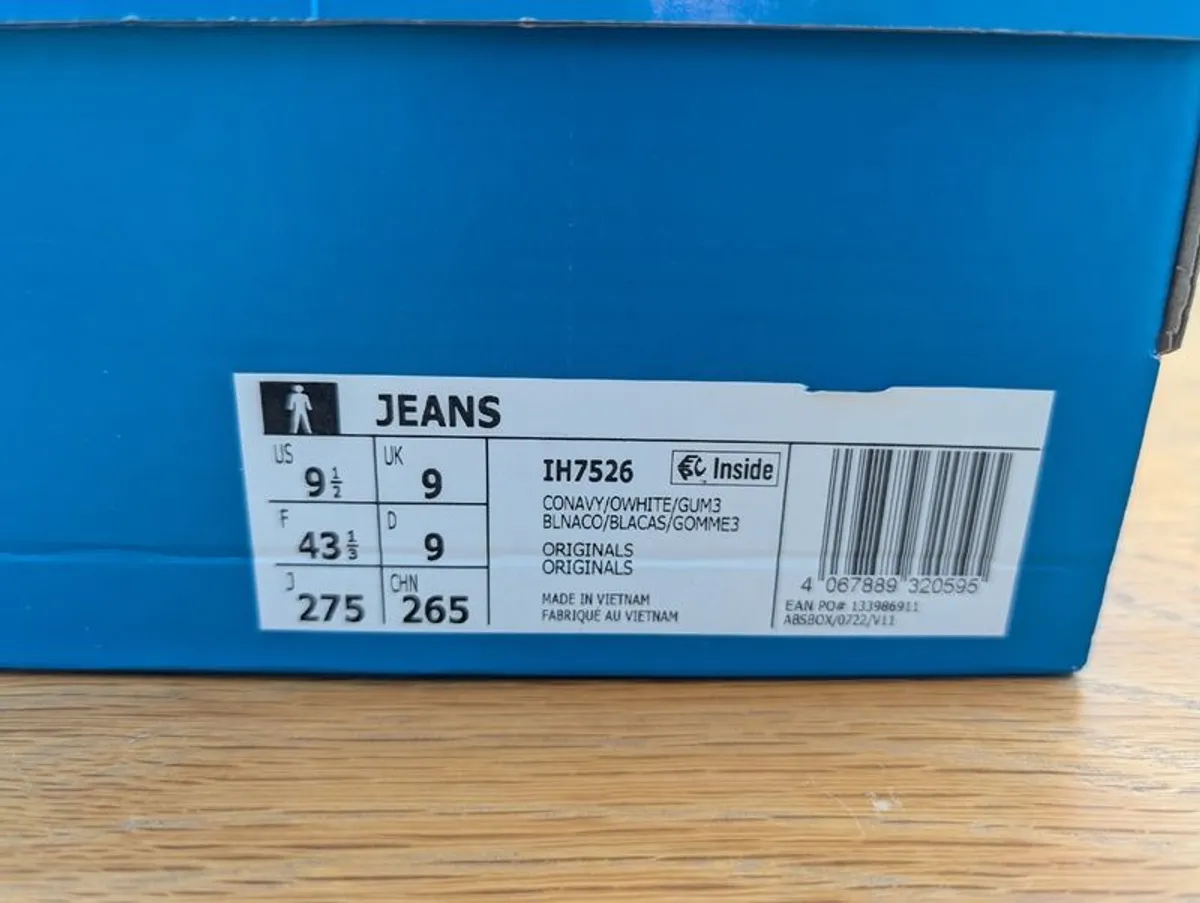 JEANS
US 9 1/2
UK 9
F 43 1/3
D 9
J 275
CHN 265
IH7526
Inside
CONAVY/OWHITE/GUM3
BLNACO/BLACAS/GOMME3
ORIGINALS
ORIGINALS
MADE IN VIETNAM
FABRIQUÉ AU VIETNAM
4 067889 320595
EAN PO# 133986911
ABSBOX/0722/V11